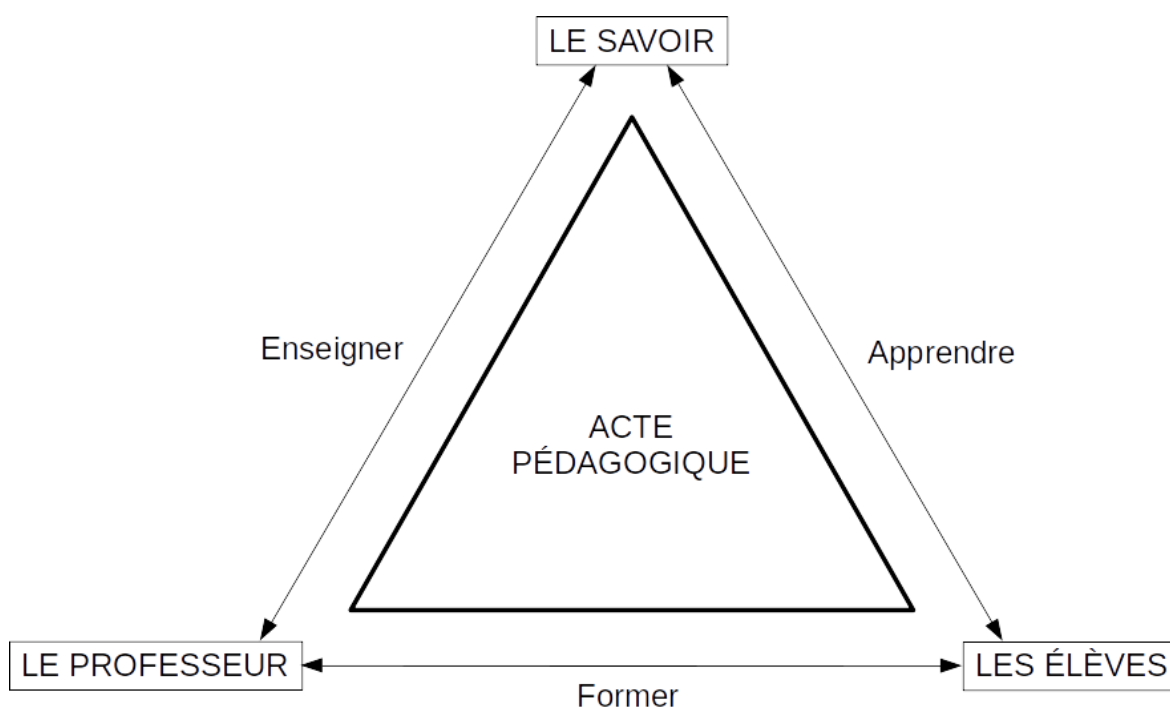 LE SAVOIR
Enseigner
Apprendre
ACTE
PÉDAGOGIQUE
LE PROFESSEUR
LES ÉLÈVES
Former